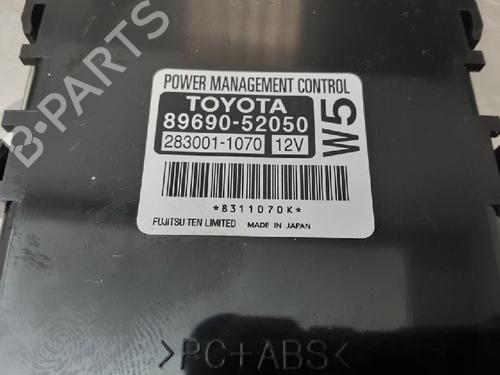 POWER MANAGEMENT CONTROL
TOYOTA
89690-52050
283001-1070 12V
W5
*8311070K*
FUJITSU TEN LIMITED MADE IN JAPAN
>PC+ABS<